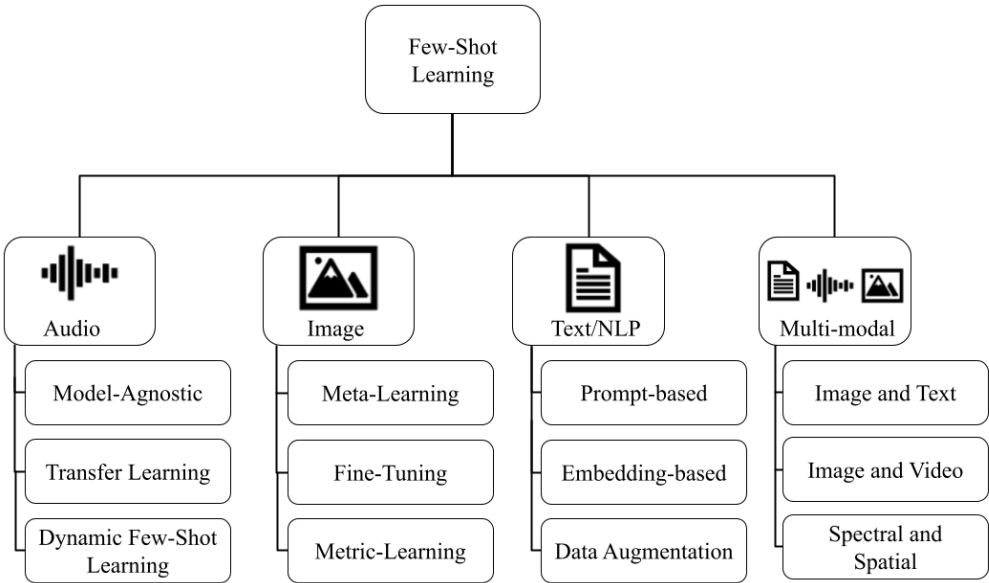 Few-Shot
Learning
Audio
Image
Text/NLP
Multi-modal
Model-Agnostic
Meta-Learning
Prompt-based
Image and Text
Transfer Learning
Fine-Tuning
Embedding-based
Image and Video
Dynamic Few-Shot
Learning
Metric-Learning
Data Augmentation
Spectral and
Spatial